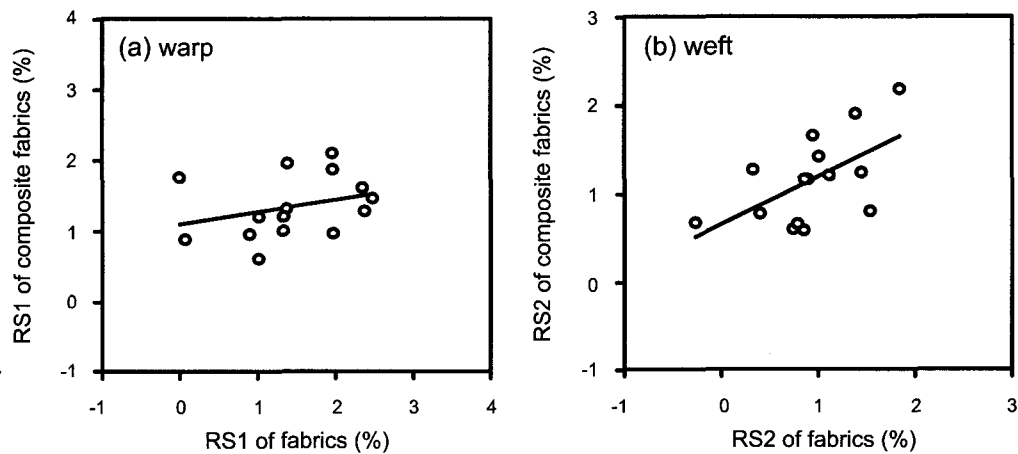 (a) warp
RS1 of composite fabrics (%)
4
3
2
1
0
-1
-1 0 1 2 3 4
RS1 of fabrics (%)
(b) weft
RS2 of composite fabrics (%)
3
2
1
0
-1
-1 0 1 2 3
RS2 of fabrics (%)